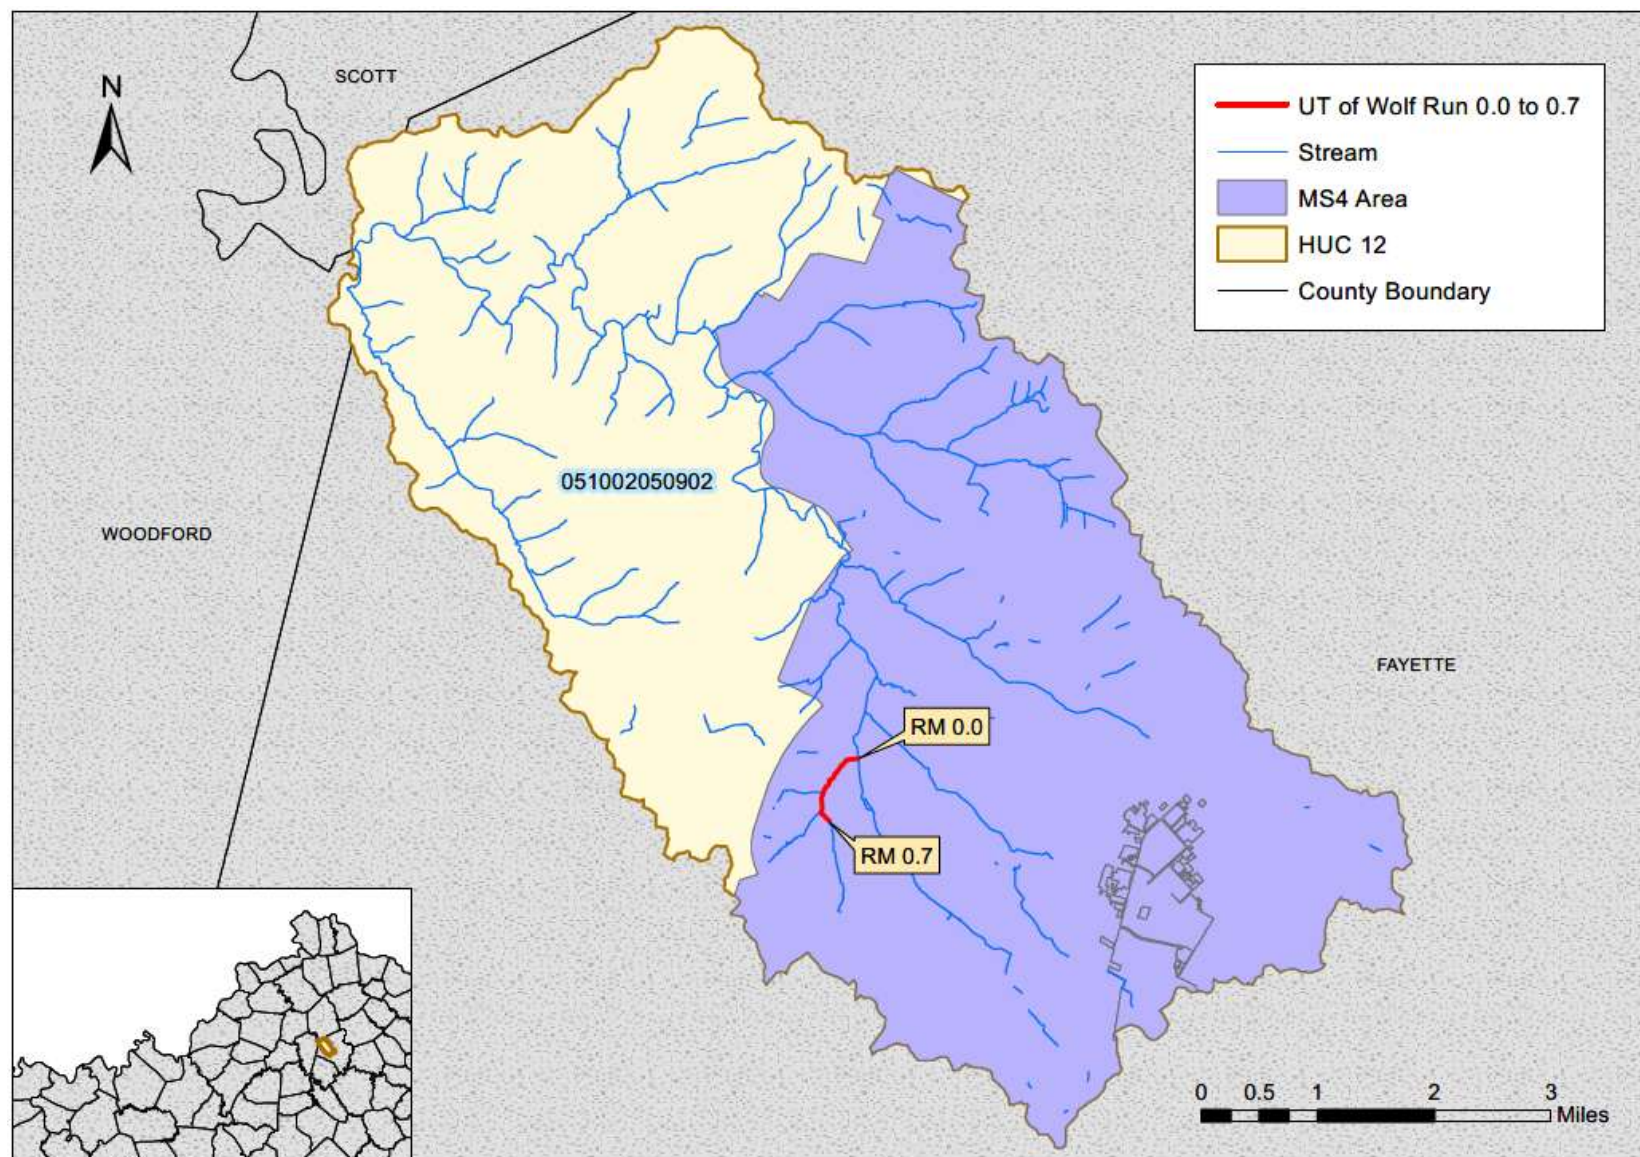 SCOTT
N
UT of Wolf Run 0.0 to 0.7
Stream
MS4 Area
HUC 12
County Boundary
051002050902
WOODFORD
FAYETTE
RM 0.0
RM 0.7
0 0.5 1 2 3
Miles